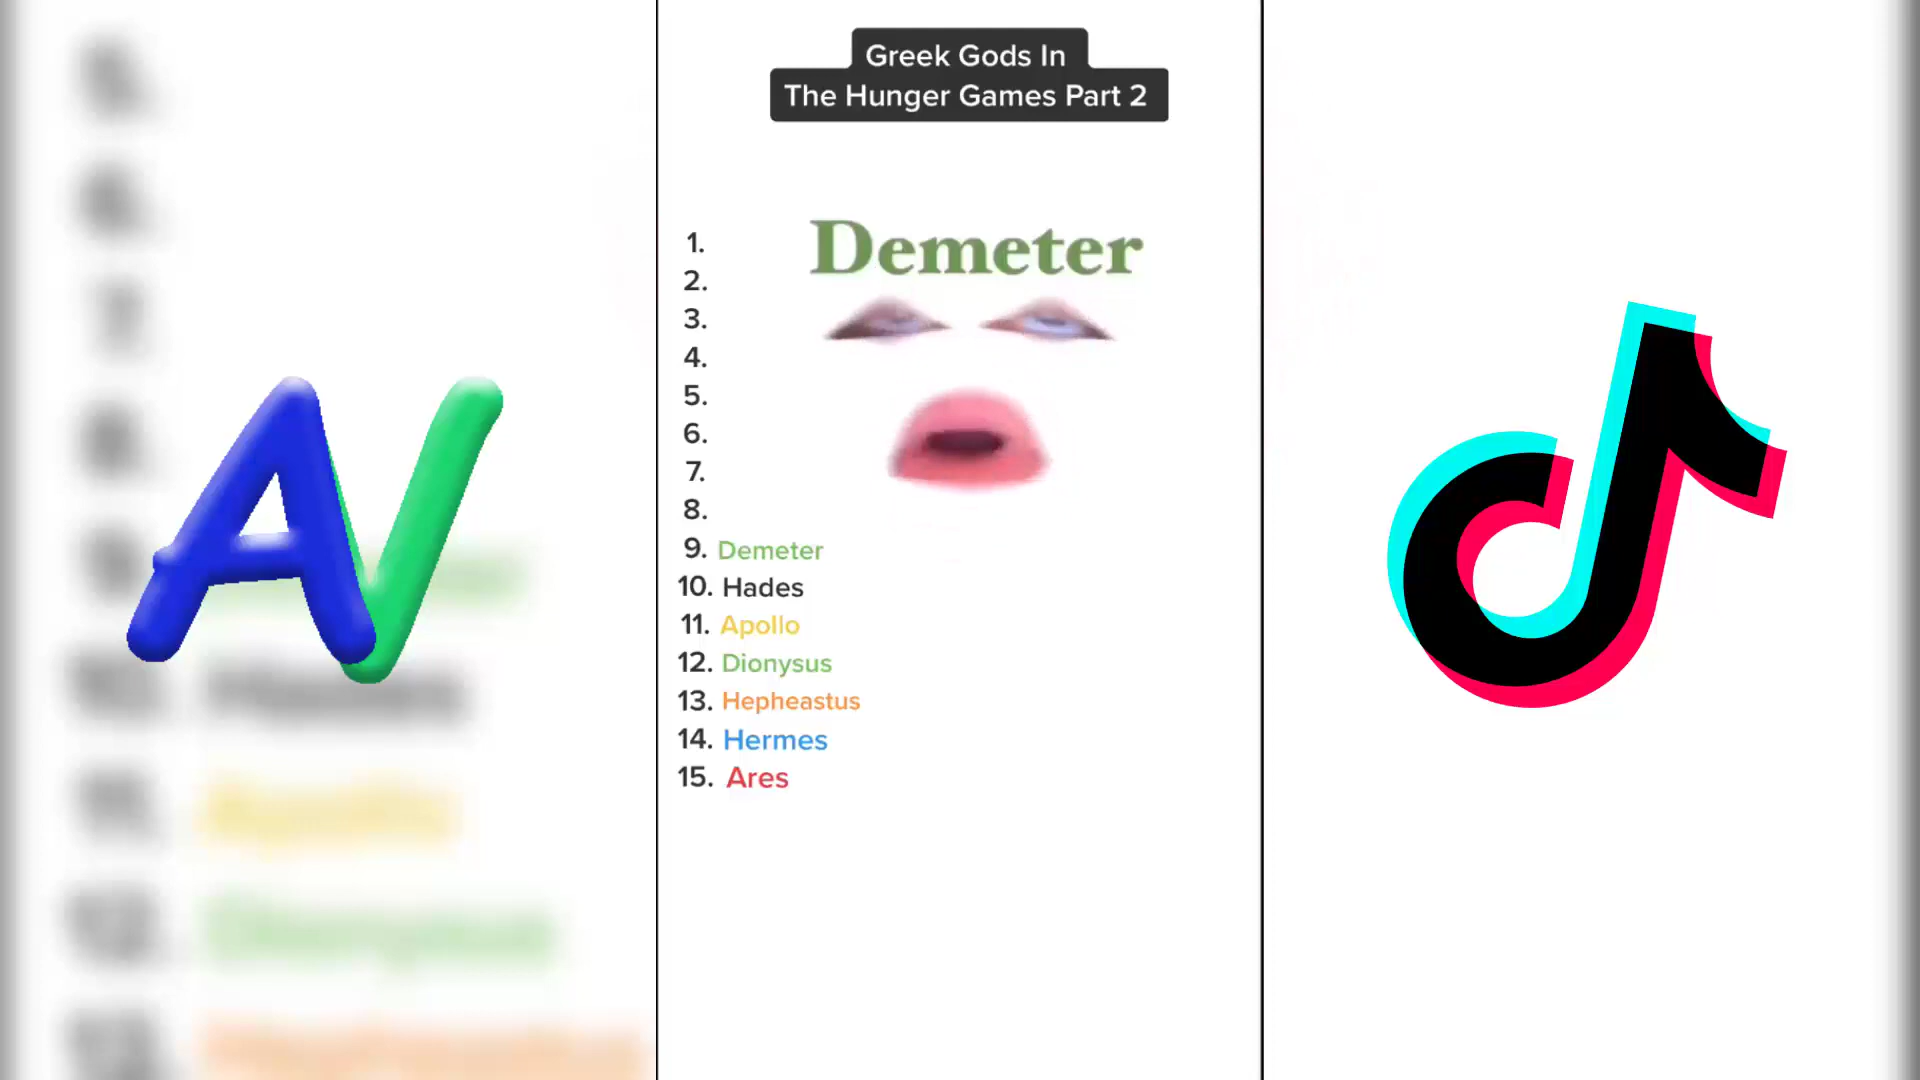 Greek Gods In
The Hunger Games Part 2
Demeter
1.
2.
3.
4.
5.
6.
7.
8.
9. Demeter
10. Hades
11. Apollo
12. Dionysus
13. Hepheastus
14. Hermes
15. Ares
AV